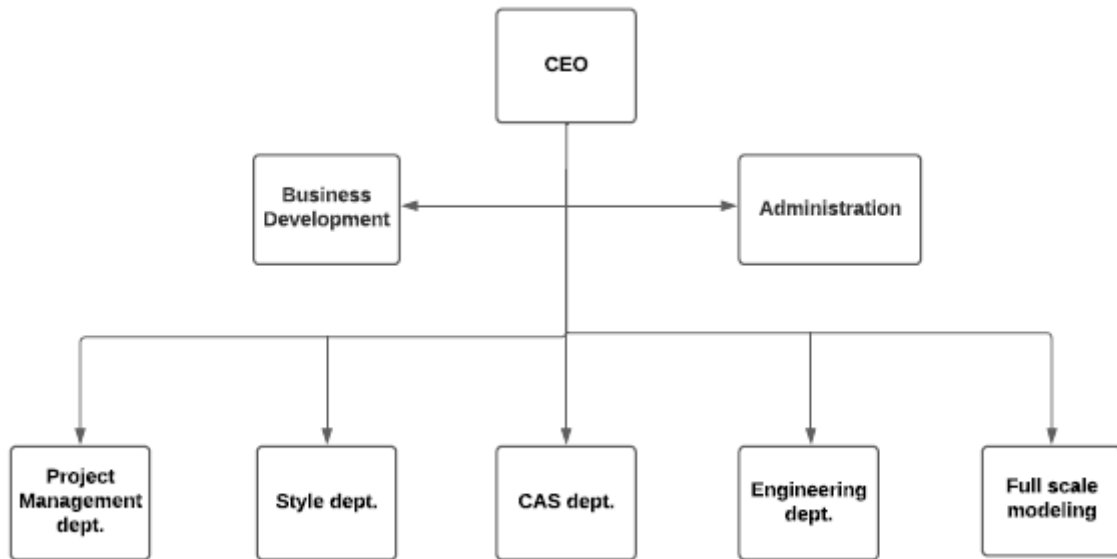 CEO
Business
Development
Administration
Project
Management
dept.
Style dept.
CAS dept.
Engineering
dept.
Full scale
modeling